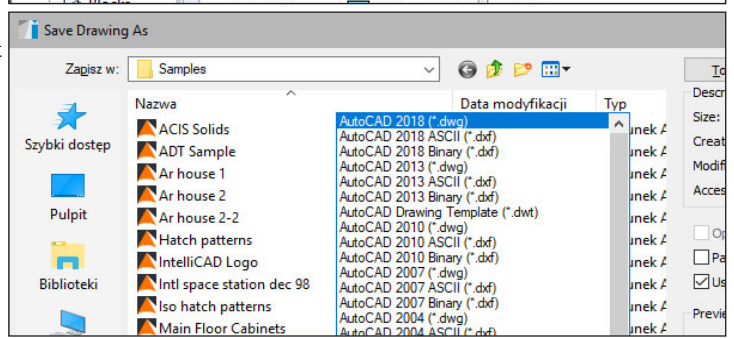 Save Drawing As
Zapisz w: Samples
Nazwa Data modyfikacji Typ
Szybki dostęp
Pulpit
Biblioteki
ACIS Solids
ADT Sample
Ar house 1
Ar house 2
Ar house 2-2
Hatch patterns
IntelliCAD Logo
Intl space station dec 98
Iso hatch patterns
Main Floor Cabinets
AutoCAD 2018 (*.dwg)
AutoCAD 2018 ASCII (*.dxf)
AutoCAD 2018 Binary (*.dxf)
AutoCAD 2013 (*.dwg)
AutoCAD 2013 ASCII (*.dxf)
AutoCAD 2013 Binary (*.dxf)
AutoCAD Drawing Template (*.dwt)
AutoCAD 2010 (*.dwg)
AutoCAD 2010 ASCII (*.dxf)
AutoCAD 2010 Binary (*.dxf)
AutoCAD 2007 (*.dwg)
AutoCAD 2007 ASCII (*.dxf)
AutoCAD 2007 Binary (*.dxf)
AutoCAD 2004 (*.dwg)
AutoCAD 2004 ASCII (*.dxf)
To
Descr
Size:
Creat
Modifi
Acces
Op
Pa
Us
Previe